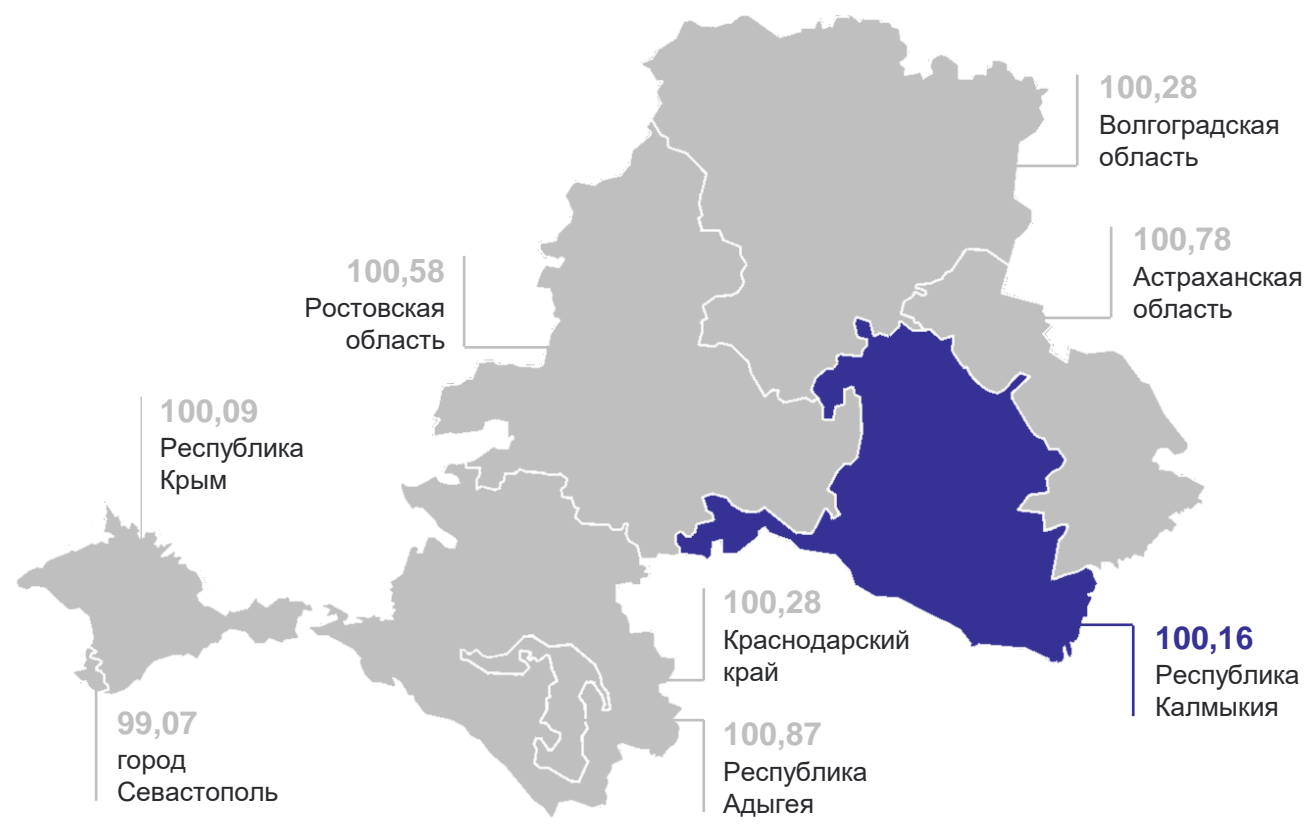 100,28
Волгоградская
область
100,78
Астраханская
область
100,58
Ростовская
область
100,09
Республика
Крым
100,28
Краснодарский
край
100,16
Республика
Калмыкия
99,07
город
Севастополь
100,87
Республика
Адыгея